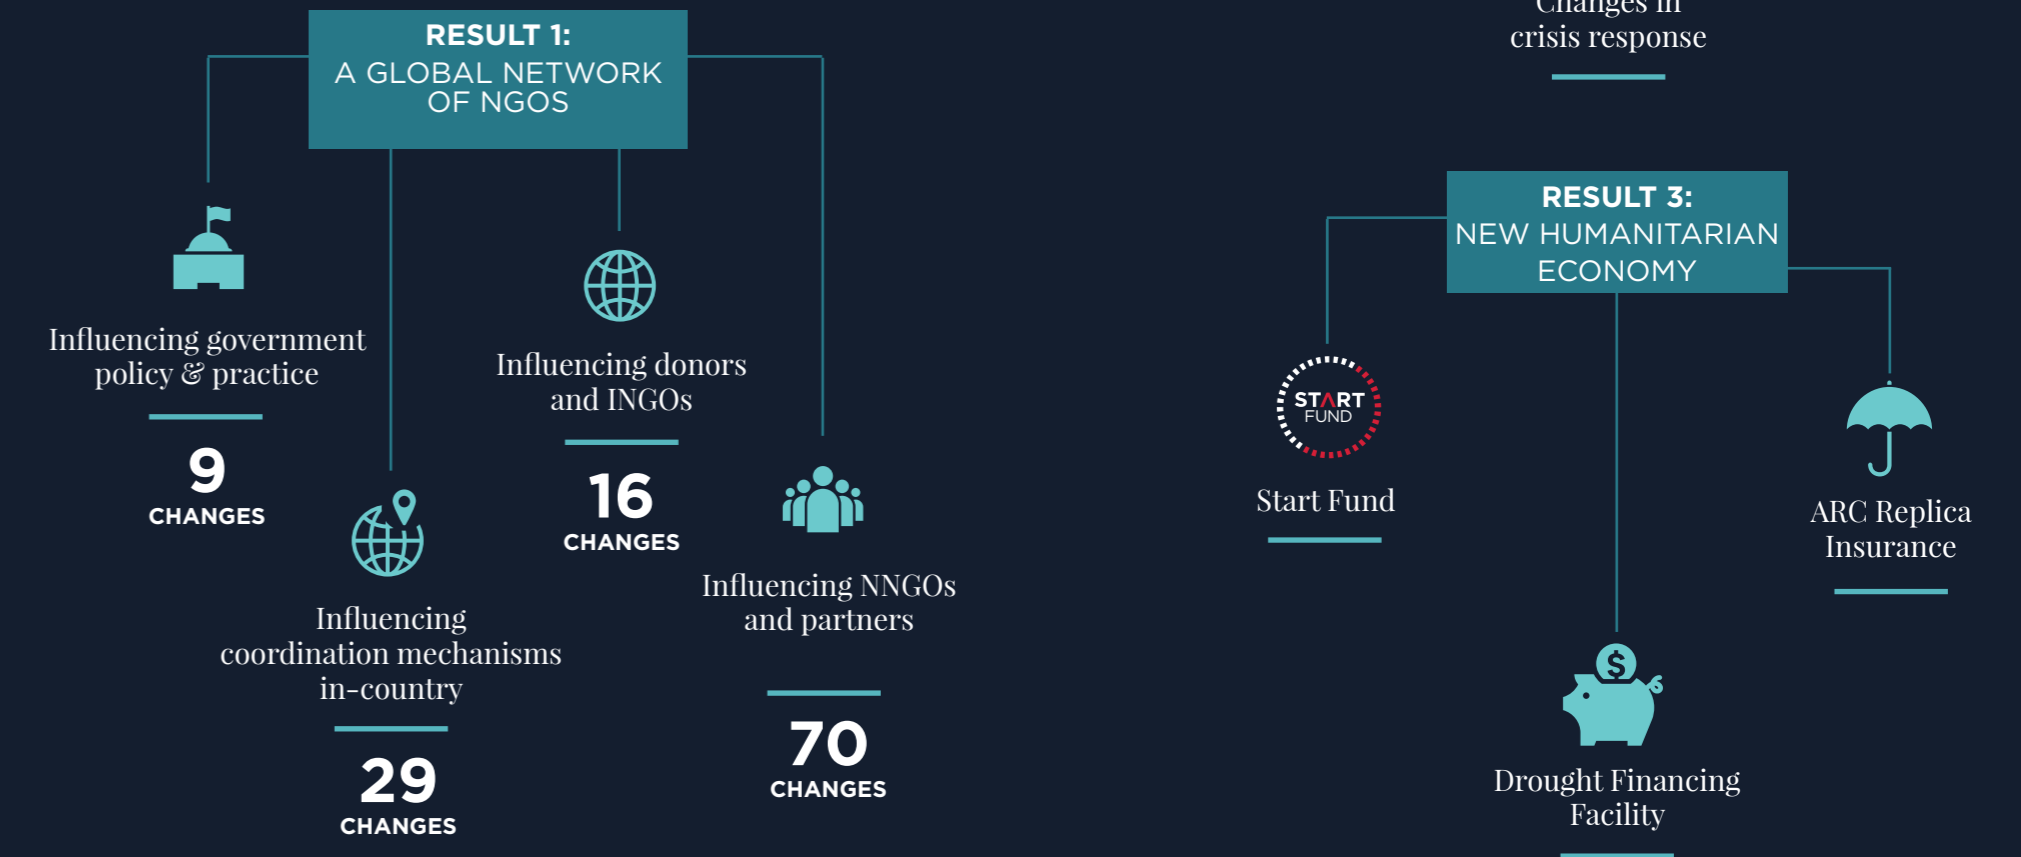 RESULT 1:
A GLOBAL NETWORK
OF NGOS
Influencing government
policy & practice
9
CHANGES
Influencing
coordination mechanisms
in-country
29
CHANGES
Influencing donors
and INGOs
16
CHANGES
Influencing NNGOs
and partners
70
CHANGES
Changes in
crisis response
RESULT 3:
NEW HUMANITARIAN
ECONOMY
START
FUND
Start Fund
$
Drought Financing
Facility
ARC Replica
Insurance